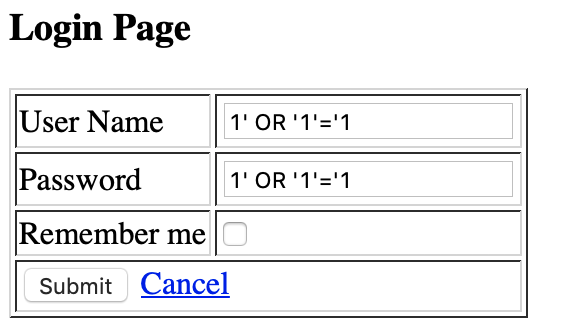 Login Page
User Name 1' OR '1'='1
Password 1' OR '1'='1
Remember me
Submit Cancel